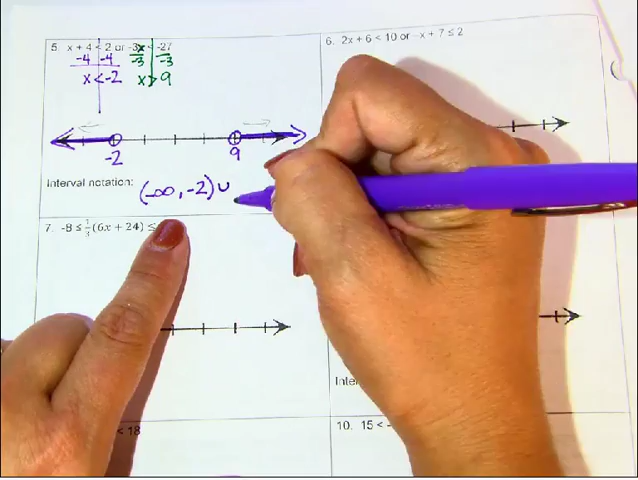 5. x + 4 < 2 or -3x < -27
-4 -4 -3 -3
x < -2 x > 9
-2 9
Interval notation: (-∞, -2) ∪
6. 2x + 6 < 10 or -x + 7 ≤ 2
7. -8 ≤ 1/3 (6x + 24) ≤
< 18
10. 15 < -